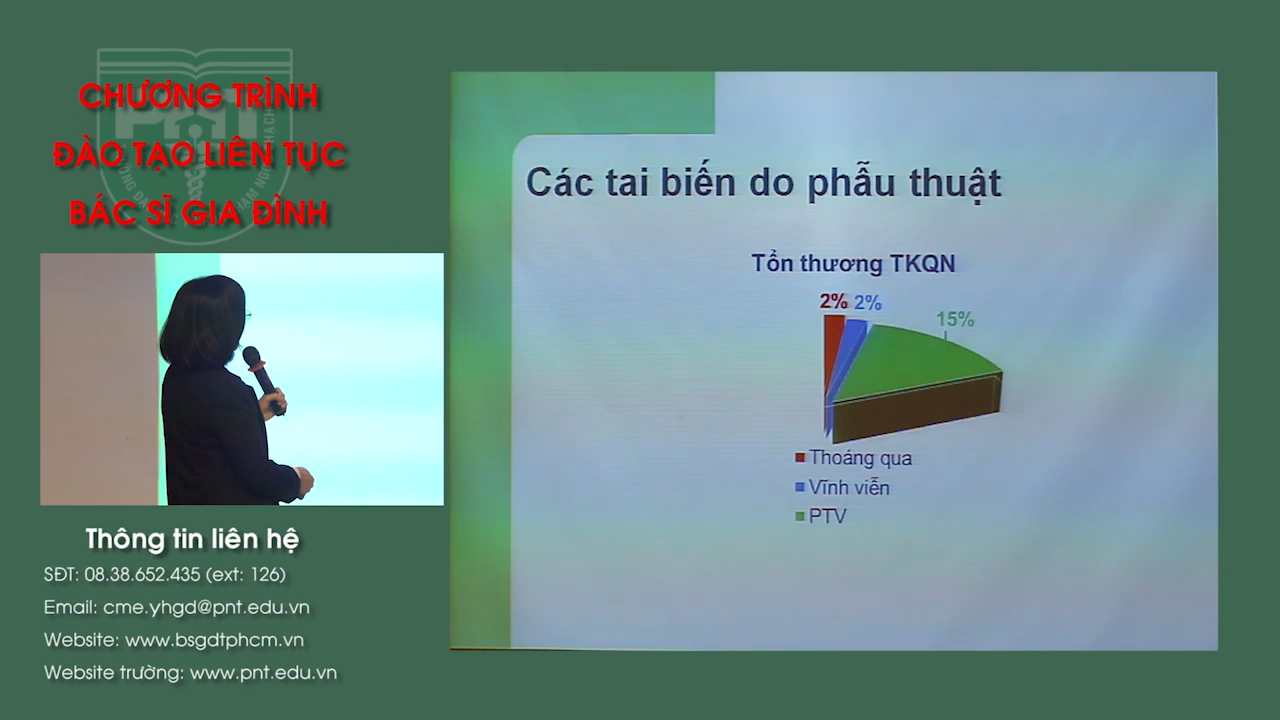 CHƯƠNG TRÌNH
ĐÀO TẠO LIÊN TỤC
BÁC SĨ GIA ĐÌNH
Thông tin liên hệ
SĐT: 08.38.652.435 (ext: 126)
Email: cme.yhgd@pnt.edu.vn
Website: www.bsgdtphcm.vn
Website trường: www.pnt.edu.vn
Các tai biến do phẫu thuật
Tổn thương TKQN
2% 2%
15%
Thoáng qua
Vĩnh viễn
PTV